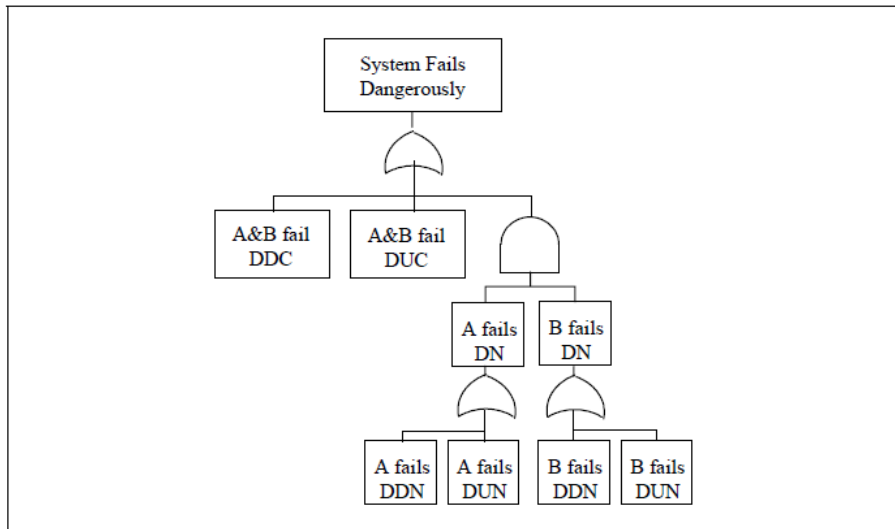 System Fails
Dangerously
A&B fail
DDC
A&B fail
DUC
A fails
DN
B fails
DN
A fails
DDN
A fails
DUN
B fails
DDN
B fails
DUN